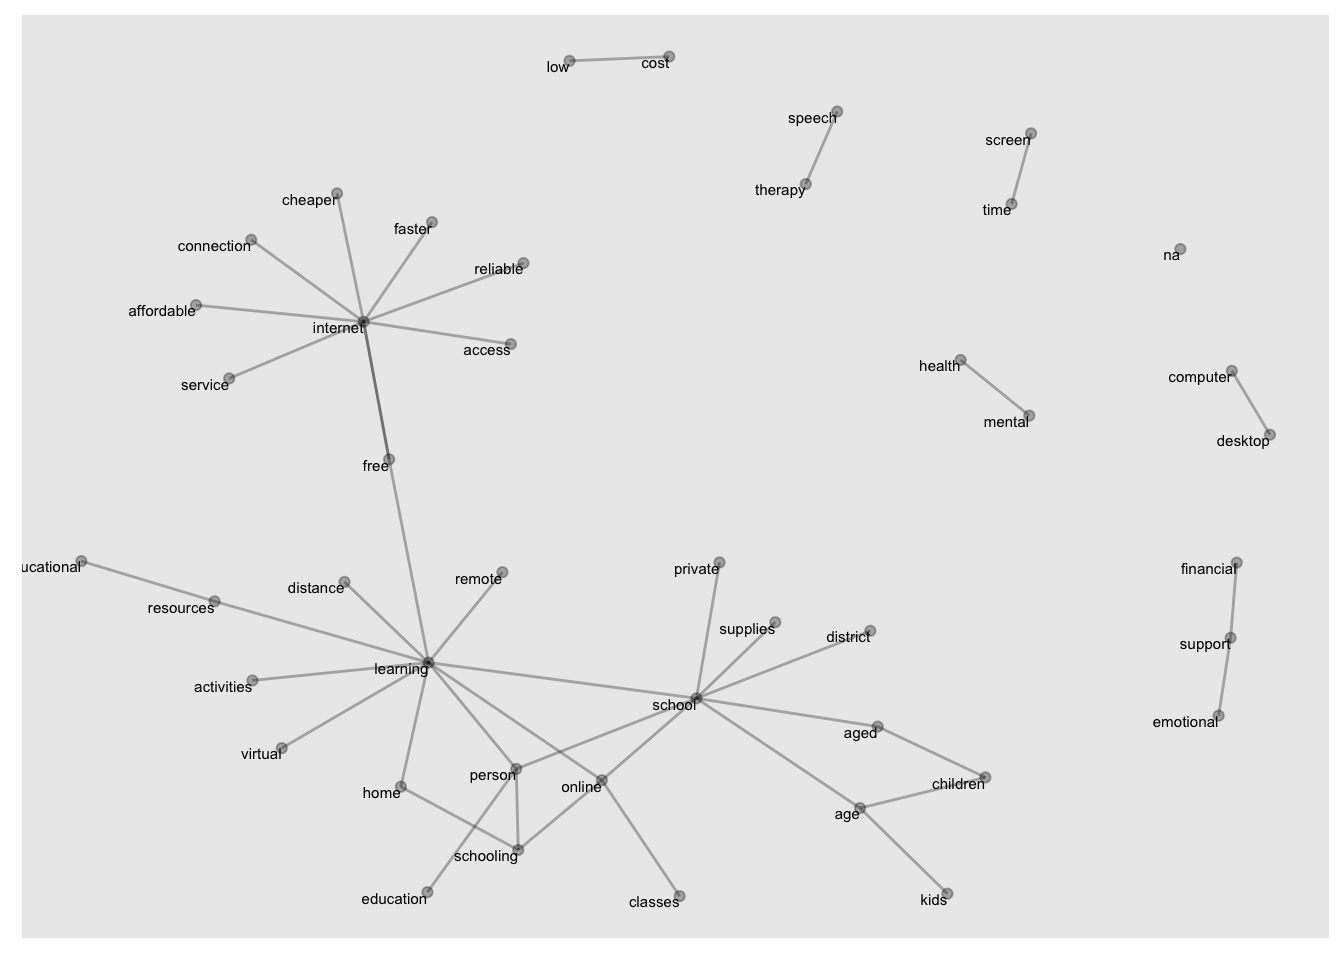 low
cost
speech
screen
therapy
cheaper
time
faster
connection
na
reliable
affordable
internet
access
health
computer
service
mental
desktop
free
ucational
private
financial
distance
remote
resources
supplies
district
support
learning
activities
school
emotional
aged
virtual
person
online
children
home
age
schooling
education
classes
kids